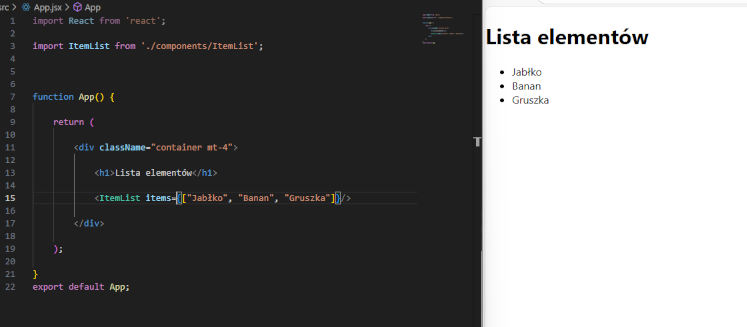 src > App.jsx > App
1 import React from 'react';
2
3 import ItemList from './components/ItemList';
4
5
6
7 function App() {
8
9 return (
10
11 <div className="container mt-4">
12
13 <h1>Lista elementów</h1>
14
15 <ItemList items={["Jabłko", "Banan", "Gruszka"]}/>
16
17 </div>
18
19 );
20
21 }
22 export default App;
Lista elementów
• Jabłko
• Banan
• Gruszka